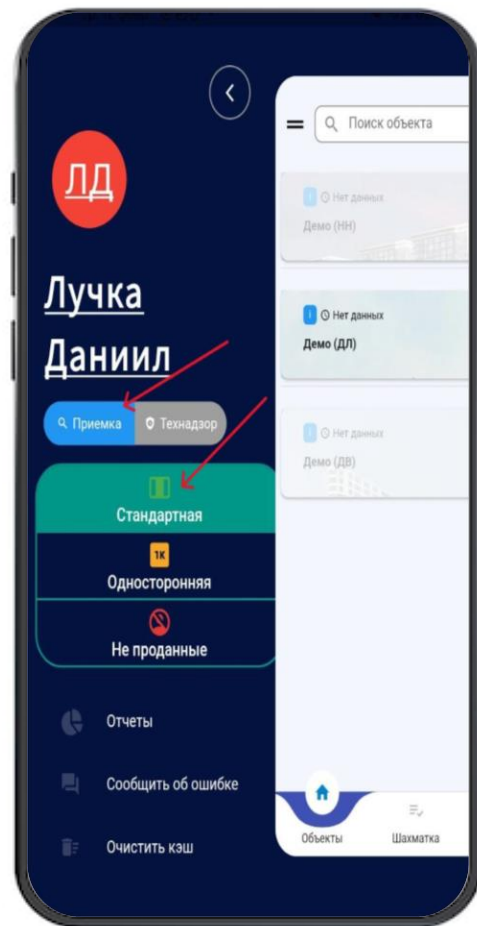 ЛД
Лучка
Даниил
Приемка
Технадзор
Стандартная
1К
Односторонняя
Не проданные
Отчеты
Сообщить об ошибке
Очистить кэш
Поиск объекта
Нет данных
Демо (НН)
Нет данных
Демо (ДЛ)
Нет данных
Демо (ДВ)
Объекты
Шахматка